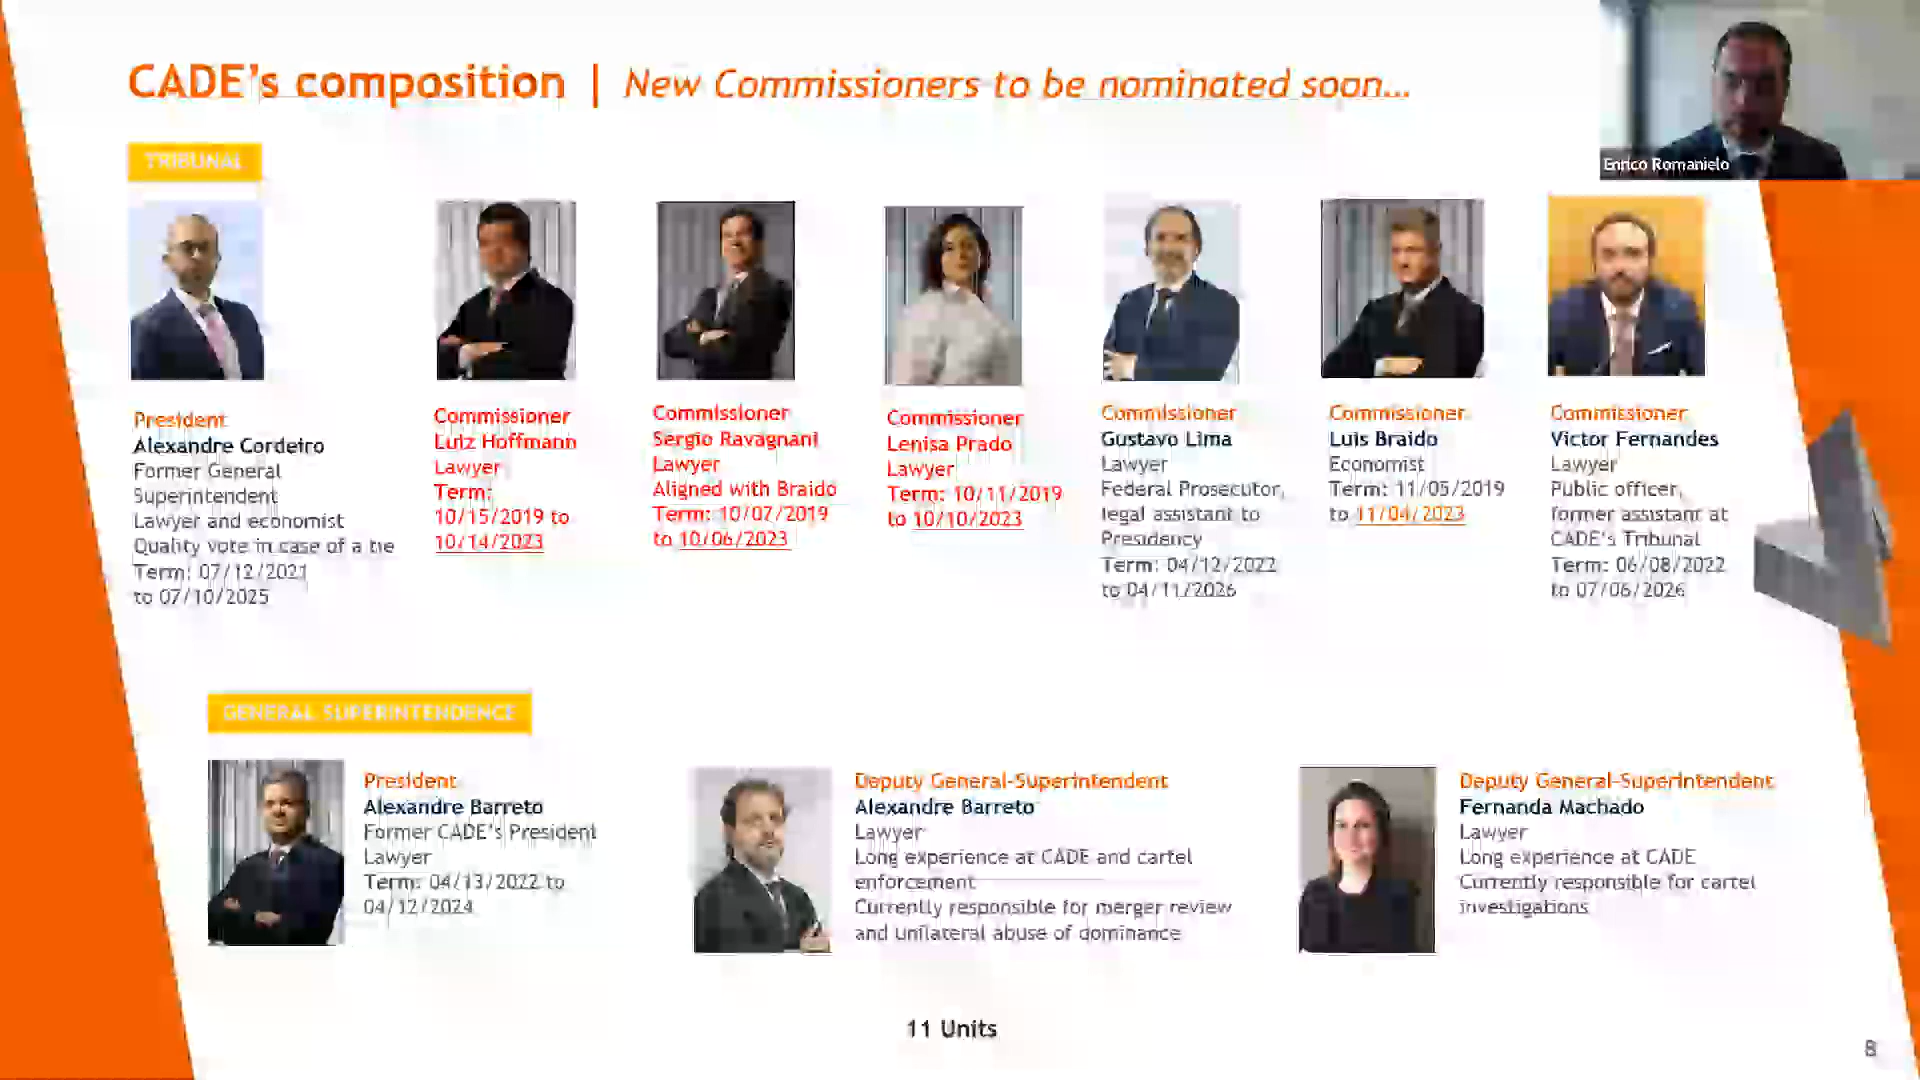 CADE's composition | New Commissioners to be nominated soon...
Enrico Romanielo
TRIBUNAL
President
Alexandre Cordeiro
Former General
Superintendent
Lawyer and economist
Quality vote in case of a tie
Term: 07/12/2021
to 07/10/2025
Commissioner
Luiz Hoffmann
Lawyer
Term:
10/15/2019 to
10/14/2023
Commissioner
Sergio Ravagnani
Lawyer
Aligned with Braido
Term: 10/07/2019
to 10/06/2023
Commissioner
Lenisa Prado
Lawyer
Term: 10/11/2019
to 10/10/2023
Commissioner
Gustavo Lima
Lawyer
Federal Prosecutor,
legal assistant to
Presidency
Term: 04/12/2022
to 04/11/2026
Commissioner
Luis Braido
Economist
Term: 11/05/2019
to 11/04/2023
Commissioner
Victor Fernandes
Lawyer
Public officer,
former assistant at
CADE's Tribunal
Term: 06/08/2022
to 07/06/2026
GENERAL SUPERINTENDENCE
President
Alexandre Barreto
Former CADE's President
Lawyer
Term: 04/13/2022 to
04/12/2024
Deputy General-Superintendent
Alexandre Barreto
Lawyer
Long experience at CADE and cartel
enforcement
Currently responsible for merger review
and unilateral abuse of dominance
Deputy General-Superintendent
Fernanda Machado
Lawyer
Long experience at CADE
Currently responsible for cartel
investigations
11 Units
8